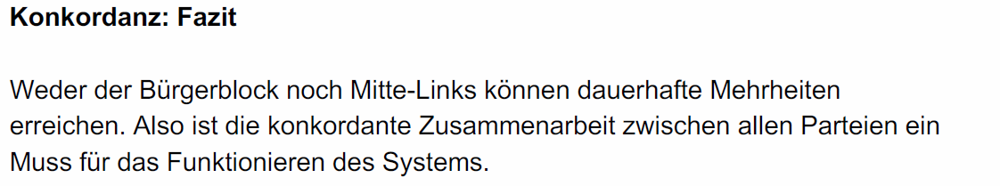 Konkordanz: Fazit
Weder der Bürgerblock noch Mitte-Links können dauerhafte Mehrheiten
erreichen. Also ist die konkordante Zusammenarbeit zwischen allen Parteien ein
Muss für das Funktionieren des Systems.